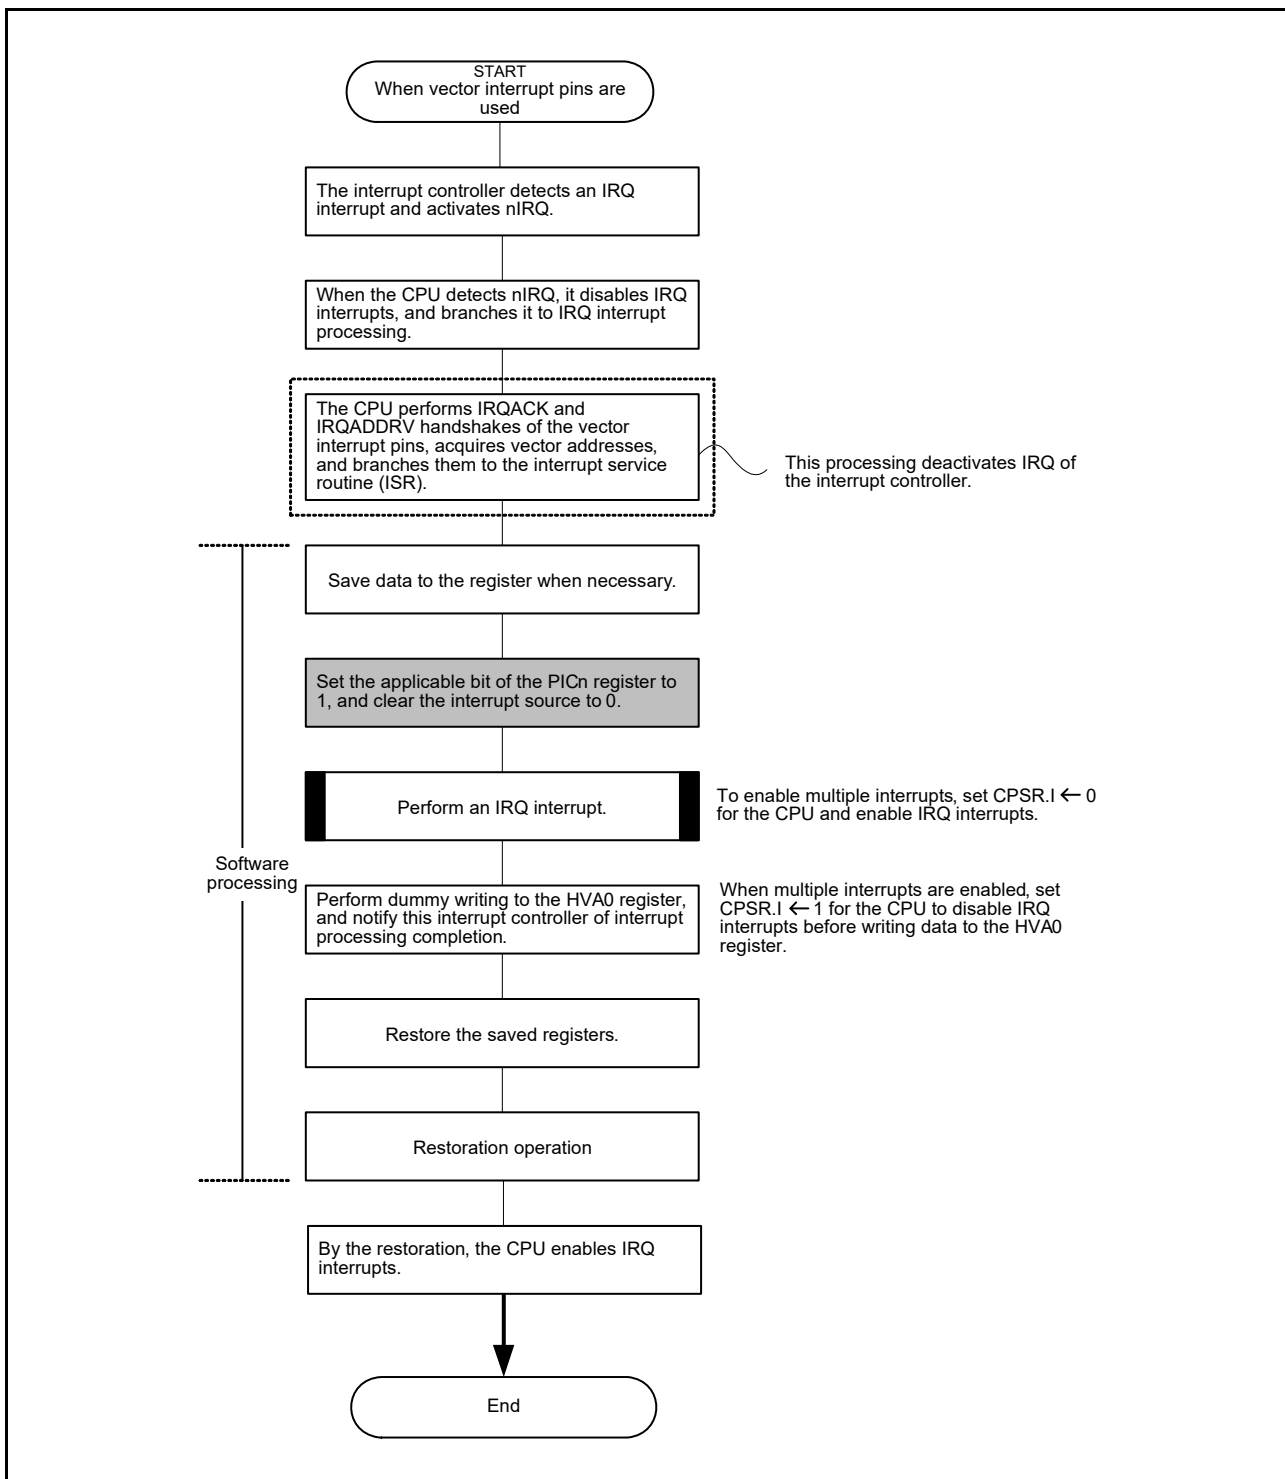 START
When vector interrupt pins are
used
The interrupt controller detects an IRQ
interrupt and activates nIRQ.
When the CPU detects nIRQ, it disables IRQ
interrupts, and branches it to IRQ interrupt
processing.
The CPU performs IRQACK and
IRQADDRV handshakes of the vector
interrupt pins, acquires vector addresses,
and branches them to the interrupt service
routine (ISR).
This processing deactivates IRQ of
the interrupt controller.
Save data to the register when necessary.
Set the applicable bit of the PICn register to
1, and clear the interrupt source to 0.
Perform an IRQ interrupt.
To enable multiple interrupts, set CPSR.I ← 0
for the CPU and enable IRQ interrupts.
Software
processing
Perform dummy writing to the HVA0 register,
and notify this interrupt controller of interrupt
processing completion.
When multiple interrupts are enabled, set
CPSR.I ← 1 for the CPU to disable IRQ
interrupts before writing data to the HVA0
register.
Restore the saved registers.
Restoration operation
By the restoration, the CPU enables IRQ
interrupts.
End